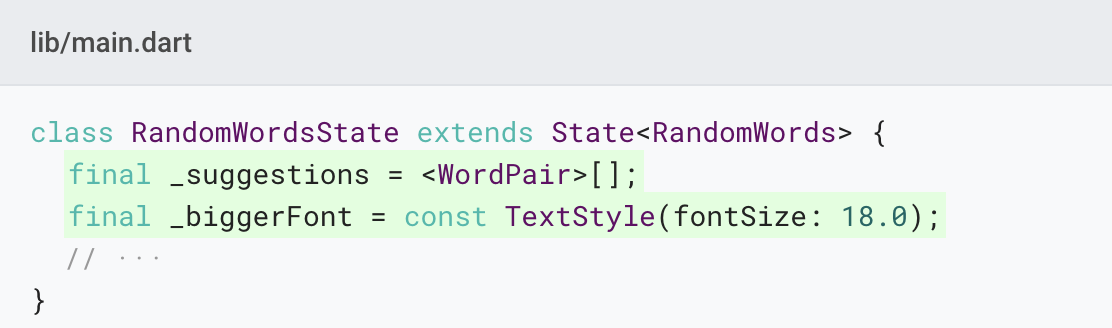 lib/main.dart
class RandomWordsState extends State<RandomWords> {
  final _suggestions = <WordPair>[];
  final _biggerFont = const TextStyle(fontSize: 18.0);
  // ···
}